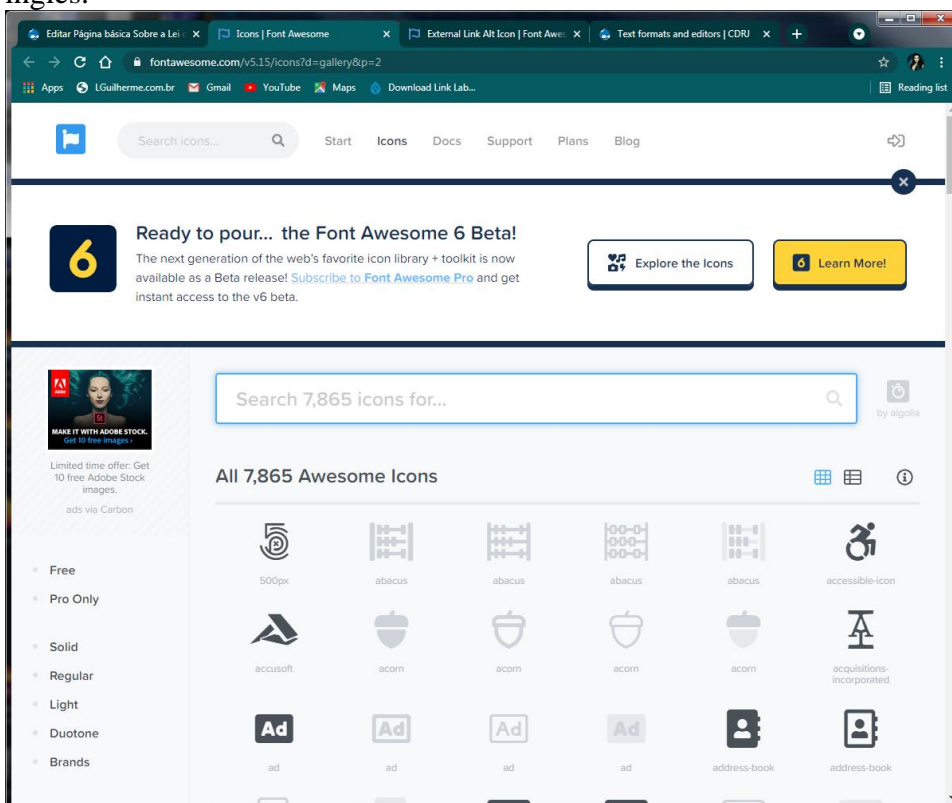 inglês.
Editar Página básica Sobre a Lei
Icons | Font Awesome
External Link Alt Icon | Font Awes
Text formats and editors | CDRJ
fontawesome.com/v5.15/icons?d=gallery&p=2
Apps
LGuilherme.com.br
Gmail
YouTube
Maps
Download Link Lab...
Reading list
Search icons...
Start
Icons
Docs
Support
Plans
Blog
6
Ready to pour... the Font Awesome 6 Beta!
The next generation of the web's favorite icon library + toolkit is now
available as a Beta release! Subscribe to Font Awesome Pro and get
instant access to the v6 beta.
Explore the Icons
6 Learn More!
Adobe
St
MAKE IT WITH ADOBE STOCK.
Get 10 free images ›
Limited time offer: Get
10 free Adobe Stock
images.
ads via Carbon
Search 7,865 icons for...
by algolia
All 7,865 Awesome Icons
Free
Pro Only
Solid
Regular
Light
Duotone
Brands
500px
abacus
abacus
abacus
abacus
accessible-icon
accusoft
acorn
acorn
acorn
acorn
acquisitions-
incorporated
Ad
Ad
Ad
Ad
ad
ad
ad
ad
address-book
address-book